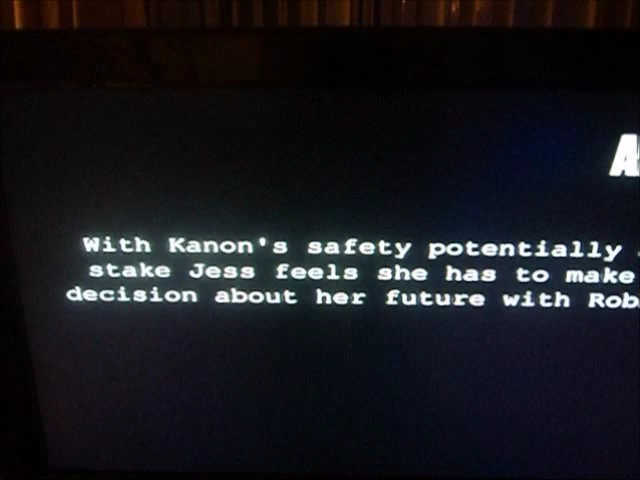 With Kanon's safety potentially
stake Jess feels she has to make
decision about her future with